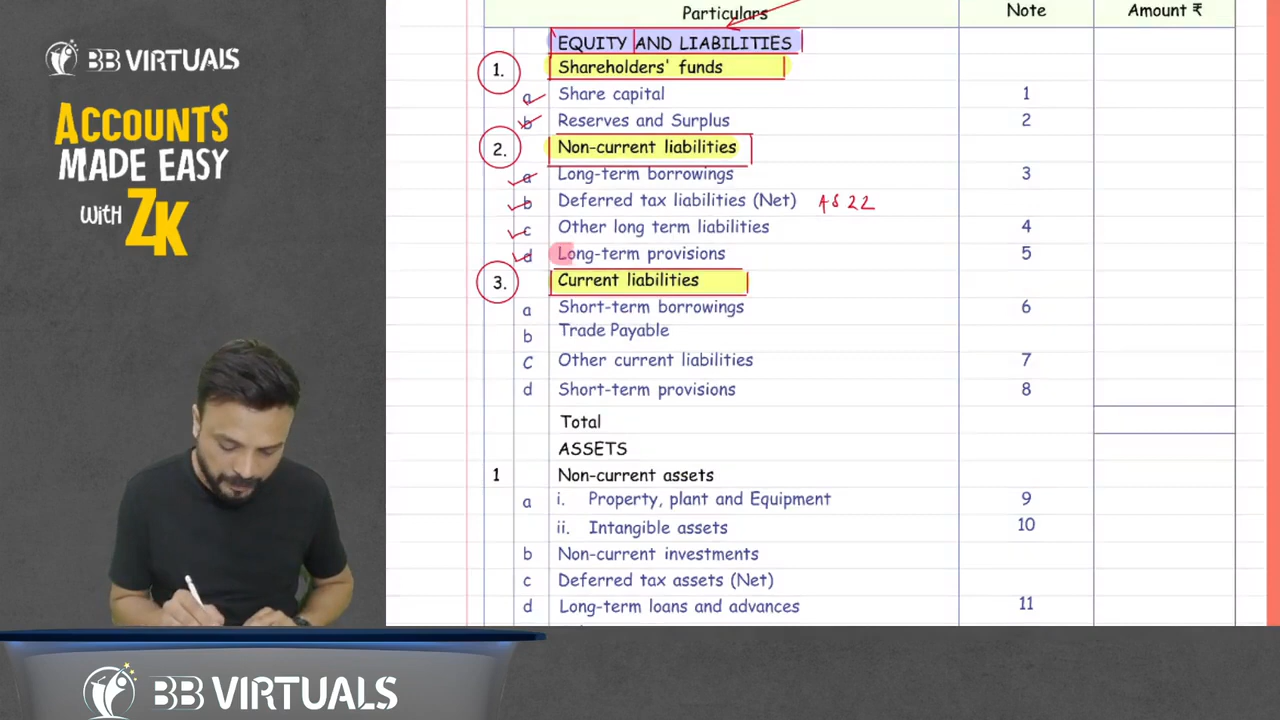 BB VIRTUALS
ACCOUNTS
MADE EASY
WITH ZK
Particulars Note Amount ₹
EQUITY AND LIABILITIES
1. Shareholders' funds
a Share capital 1
b Reserves and Surplus 2
2. Non-current liabilities
a Long-term borrowings 3
b Deferred tax liabilities (Net) AS 22
c Other long term liabilities 4
d Long-term provisions 5
3. Current liabilities
a Short-term borrowings 6
b Trade Payable
C Other current liabilities 7
d Short-term provisions 8
Total
ASSETS
1 Non-current assets
a i. Property, plant and Equipment 9
ii. Intangible assets 10
b Non-current investments
c Deferred tax assets (Net)
d Long-term loans and advances 11
BB VIRTUALS